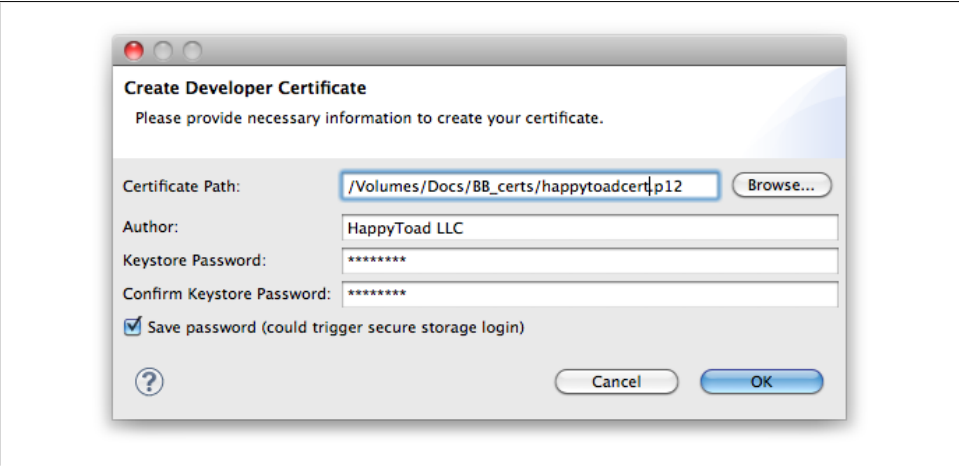 Create Developer Certificate
Please provide necessary information to create your certificate.
Certificate Path: /Volumes/Docs/BB_certs/happytoadcert.p12 Browse...
Author: HappyToad LLC
Keystore Password: ********
Confirm Keystore Password: ********
Save password (could trigger secure storage login)
? Cancel OK